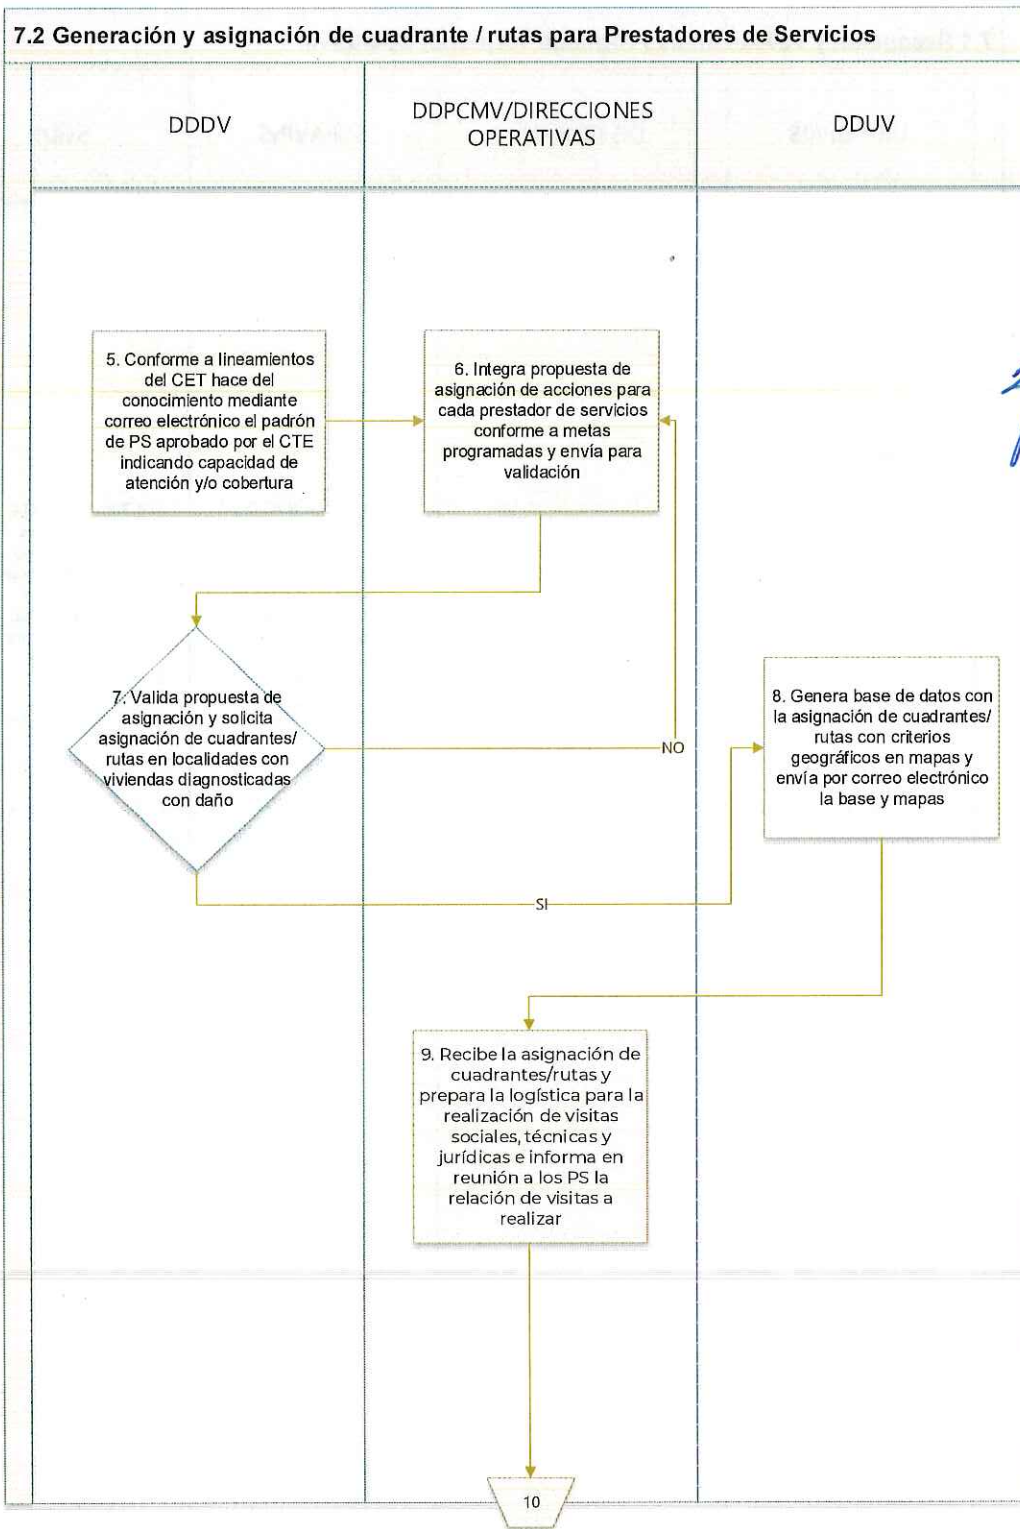 7.2 Generación y asignación de cuadrante / rutas para Prestadores de Servicios
DDDV
DDPCMV/DIRECCIONES
OPERATIVAS
DDUV
5. Conforme a lineamientos
del CET hace del
conocimiento mediante
correo electrónico el padrón
de PS aprobado por el CTE
indicando capacidad de
atención y/o cobertura
6. Integra propuesta de
asignación de acciones para
cada prestador de servicios
conforme a metas
programadas y envía para
validación
7. Valida propuesta de
asignación y solicita
asignación de cuadrantes/
rutas en localidades con
viviendas diagnosticadas
con daño
NO
8. Genera base de datos con
la asignación de cuadrantes/
rutas con criterios
geográficos en mapas y
envía por correo electrónico
la base y mapas
SI
9. Recibe la asignación de
cuadrantes/rutas y
prepara la logística para la
realización de visitas
sociales, técnicas y
jurídicas e informa en
reunión a los PS la
relación de visitas a
realizar
10